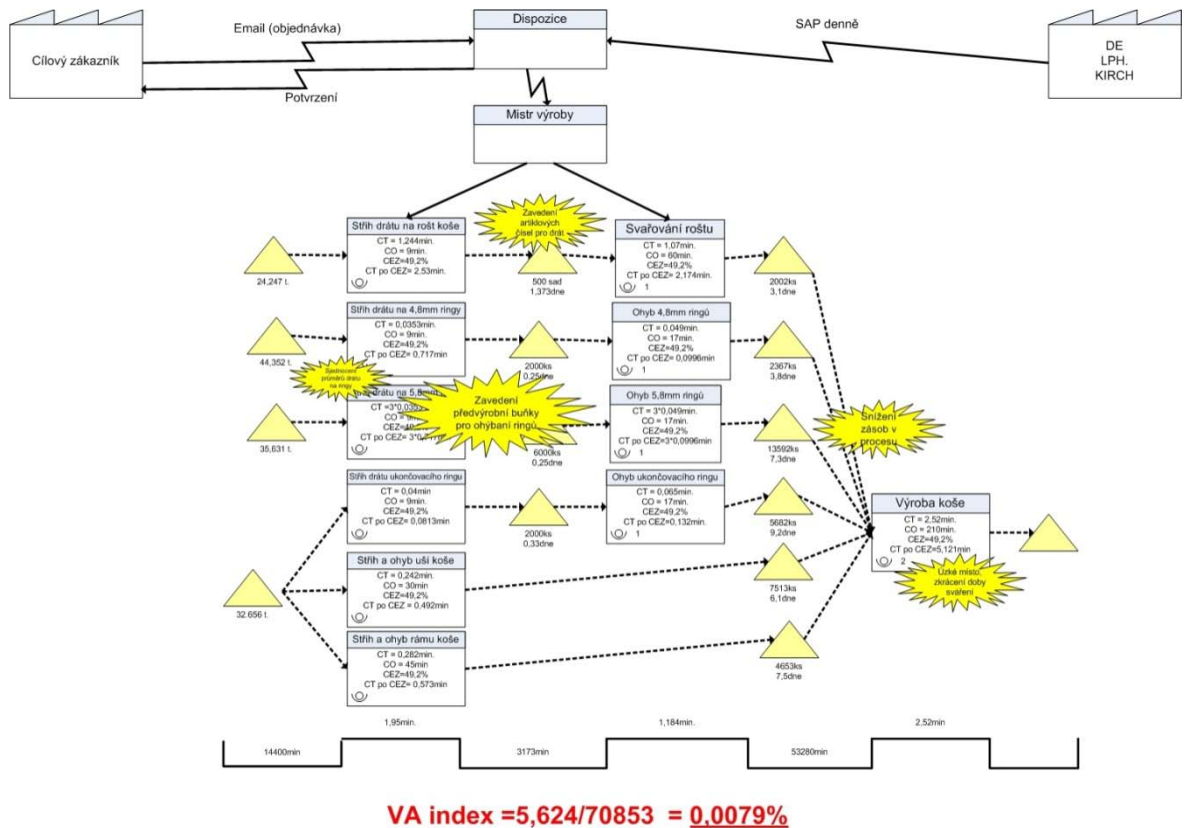 Email (objednávka)
Dispozice
SAP denně
Cílový zákazník
DE
LPH.
KIRCH
Potvrzení
Mistr výroby
Střih drátu na rošt koše
CT = 1,244min.
CO = 9min.
CEZ=49,2%
CT po CEZ= 2.53min.
Zavedení
artiklových
čísel pro drát
Svařování roštu
CT = 1,07min.
CO = 60min.
CEZ=49,2%
CT po CEZ= 2,174min
1
24,247 t.
500 sad
1,373dne
2002ks
3,1dne
Střih drátu na 4,8mm ringy
CT = 0,0353min.
CO = 9min.
CEZ=49,2%
CT po CEZ= 0,717min
Ohyb 4,8mm ringů
CT = 0,049min.
CO = 17min.
CEZ=49,2%
CT po CEZ= 0,0996min
1
44,352 t.
2000ks
0,25dne
2367ks
3,8dne
Sjednocení
průměrů drátu
na ringy
drátu na 5,8mm
Zavedení
předvýrobní buňky
pro ohýbání ringů
Ohyb 5,8mm ringů
CT = 3*0,049min.
CO = 17min.
CEZ=49,2%
CT po CEZ=3*0,0996min
1
Snížení
zásob v
procesu
35,631 t.
6000ks
0,25dne
13592ks
7,3dne
Střih drátu ukončovacího ringu
CT = 0,04min
CO = 9min.
CEZ=49,2%
CT po CEZ= 0,0813min
Ohyb ukončovacího ringu
CT = 0,065min
CO = 17min.
CEZ=49,2%
CT po CEZ=0,132min
1
2000ks
0,33dne
5682ks
9,2dne
Výroba koše
CT = 2,52min.
CO = 210min
CEZ=49,2%
CT po CEZ=5,121min
2
Úzké místo,
zkrácení doby
sváření
Střih a ohyb uší koše
CT = 0,242min
CO = 30min
CEZ=49,2%
CT po CEZ = 0,492min
7513ks
6,1dne
32.656 t.
Střih a ohyb rámu koše
CT = 0,282min
CO = 45min
CEZ=49,2%
CT po CEZ= 0,573min
4653ks
7,5dne
1,95min.
1,184min.
2,52min
14400min
3173min
53280min
VA index =5,624/70853 = 0,0079%